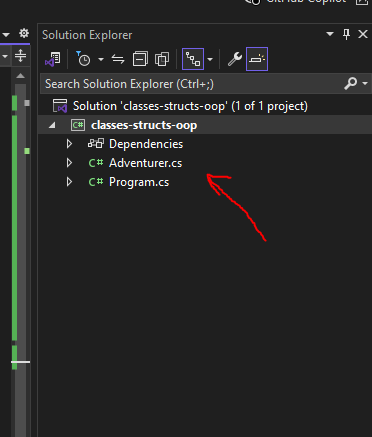 GitHub Copilot
Solution Explorer
Search Solution Explorer (Ctrl+;)
Solution 'classes-structs-oop' (1 of 1 project)
C# classes-structs-oop
Dependencies
C# Adventurer.cs
C# Program.cs